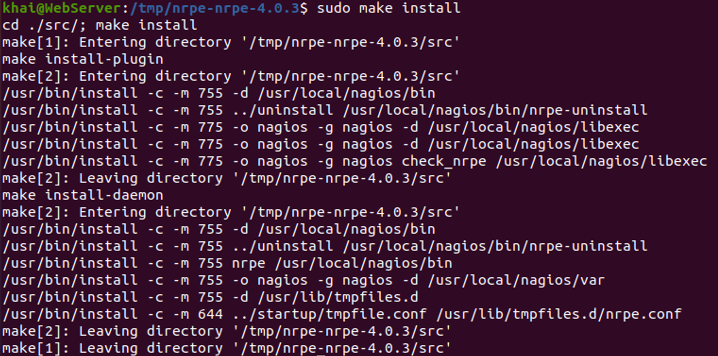 khai@WebServer:/tmp/nrpe-nrpe-4.0.3$ sudo make install
cd ./src/; make install
make[1]: Entering directory '/tmp/nrpe-nrpe-4.0.3/src'
make install-plugin
make[2]: Entering directory '/tmp/nrpe-nrpe-4.0.3/src'
/usr/bin/install -c -m 755 -d /usr/local/nagios/bin
/usr/bin/install -c -m 755 ../uninstall /usr/local/nagios/bin/nrpe-uninstall
/usr/bin/install -c -m 775 -o nagios -g nagios -d /usr/local/nagios/libexec
/usr/bin/install -c -m 775 -o nagios -g nagios -d /usr/local/nagios/libexec
/usr/bin/install -c -m 775 -o nagios -g nagios check_nrpe /usr/local/nagios/libexec
make[2]: Leaving directory '/tmp/nrpe-nrpe-4.0.3/src'
make install-daemon
make[2]: Entering directory '/tmp/nrpe-nrpe-4.0.3/src'
/usr/bin/install -c -m 755 -d /usr/local/nagios/bin
/usr/bin/install -c -m 755 ../uninstall /usr/local/nagios/bin/nrpe-uninstall
/usr/bin/install -c -m 755 nrpe /usr/local/nagios/bin
/usr/bin/install -c -m 755 -o nagios -g nagios -d /usr/local/nagios/var
/usr/bin/install -c -m 755 -d /usr/lib/tmpfiles.d
/usr/bin/install -c -m 644 ../startup/tmpfile.conf /usr/lib/tmpfiles.d/nrpe.conf
make[2]: Leaving directory '/tmp/nrpe-nrpe-4.0.3/src'
make[1]: Leaving directory '/tmp/nrpe-nrpe-4.0.3/src'